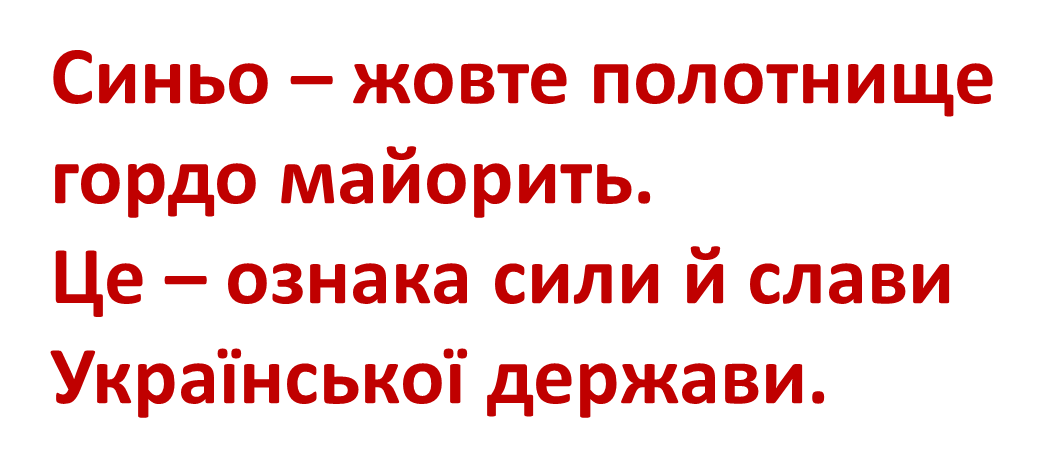 Синьо – жовте полотнище
гордо майорить.
Це – ознака сили й слави
Української держави.